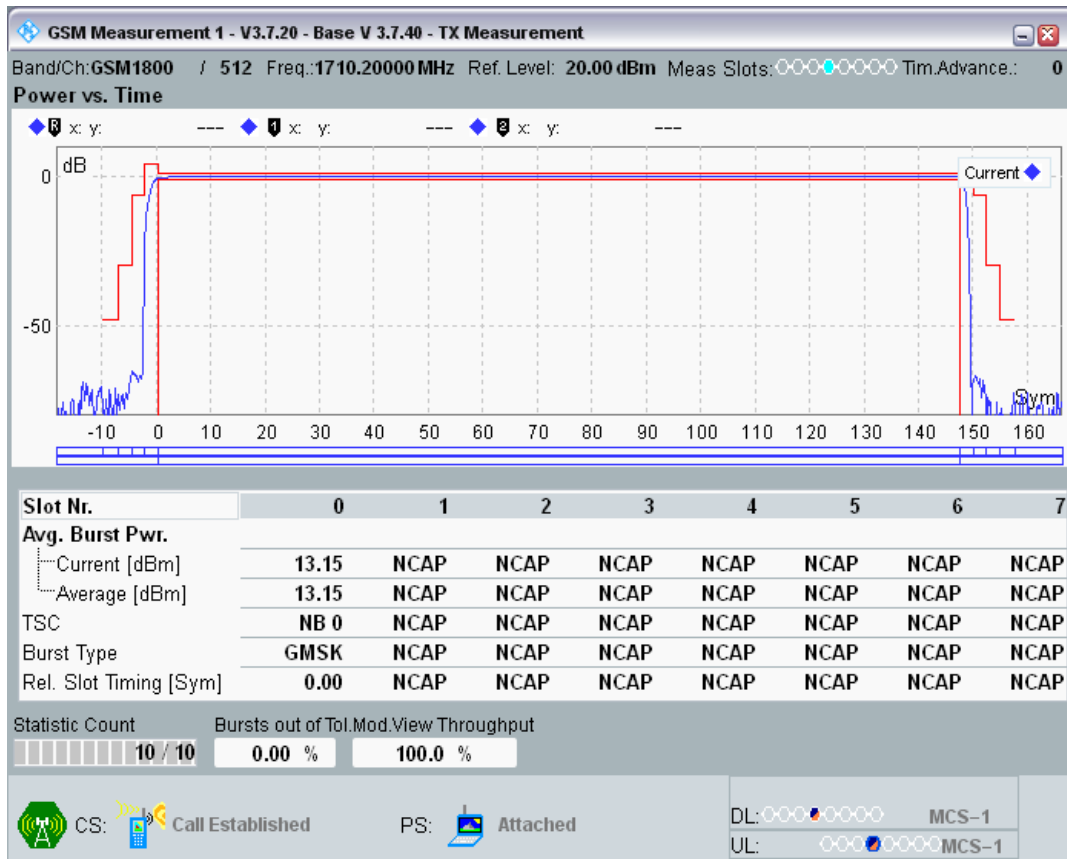 GSM Measurement 1 - V3.7.20 - Base V 3.7.40 - TX Measurement
Band/Ch:GSM1800 / 512 Freq.:1710.20000 MHz Ref. Level: 20.00 dBm Meas Slots: Tim.Advance.: 0
Power vs. Time
R x: y: --- 1 x: y: --- 2 x: y: ---
dB
Current
0
-50
Sym
-10 0 10 20 30 40 50 60 70 80 90 100 110 120 130 140 150 160
Slot Nr. 0 1 2 3 4 5 6 7
Avg. Burst Pwr.
Current [dBm] 13.15 NCAP NCAP NCAP NCAP NCAP NCAP NCAP
Average [dBm] 13.15 NCAP NCAP NCAP NCAP NCAP NCAP NCAP
TSC NB 0 NCAP NCAP NCAP NCAP NCAP NCAP NCAP
Burst Type GMSK NCAP NCAP NCAP NCAP NCAP NCAP NCAP
Rel. Slot Timing [Sym] 0.00 NCAP NCAP NCAP NCAP NCAP NCAP NCAP
Statistic Count Bursts out of Tol. Mod.View Throughput
10 / 10 0.00 % 100.0 %
CS: Call Established PS: Attached
DL: MCS-1
UL: MCS-1